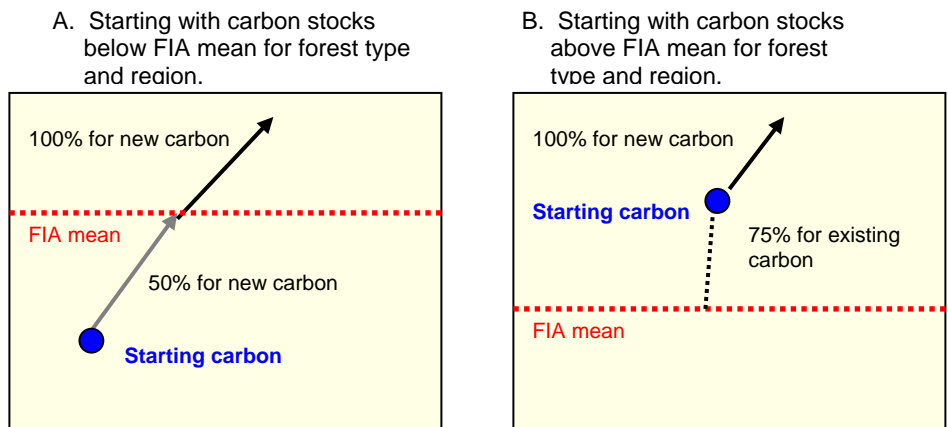 A. Starting with carbon stocks
below FIA mean for forest type
and region.
100% for new carbon
FIA mean
50% for new carbon
Starting carbon
B. Starting with carbon stocks
above FIA mean for forest
type and region.
100% for new carbon
Starting carbon
75% for existing
carbon
FIA mean